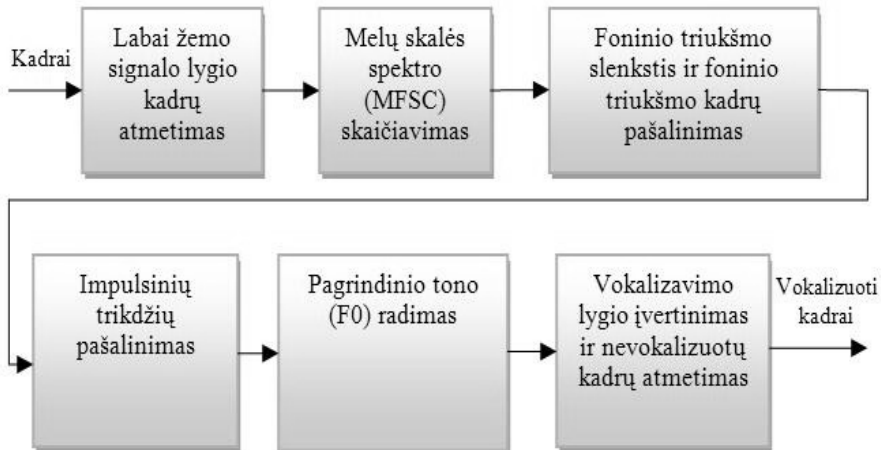 Kadrai
Labai žemo
signalo lygio
kadrų
atmetimas
Melų skalės
spektro
(MFSC)
skaičiavimas
Foninio triukšmo
slenkstis ir foninio
triukšmo kadrų
pašalinimas
Impulsinių
trikdžių
pašalinimas
Pagrindinio tono
(F0) radimas
Vokalizavimo
lygio įvertinimas
ir nevokalizuotų
kadrų atmetimas
Vokalizuoti
kadrai